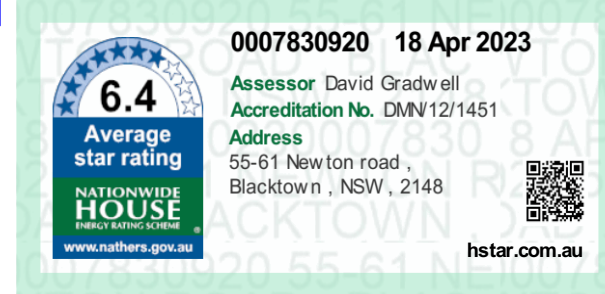 0007830920 18 Apr 2023
Assessor David Gradwell
Accreditation No. DMN/12/1451
Address
55-61 Newton road ,
Blacktown , NSW , 2148
hstar.com.au
6.4
Average
star rating
NATIONWIDE
HOUSE
ENERGY RATING SCHEME
www.nathers.gov.au